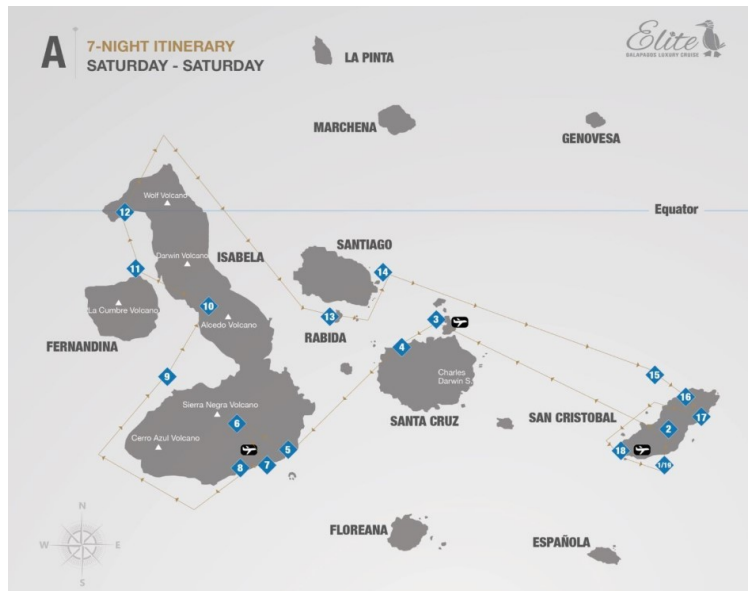 A
7-NIGHT ITINERARY
SATURDAY - SATURDAY
Elite
GALAPAGOS LUXURY CRUISE
LA PINTA
MARCHENA
GENOVESA
Wolf Volcano
12
Equator
Darwin Volcano
ISABELA
SANTIAGO
11
14
La Cumbre Volcano
10
Alcedo Volcano
13
3
FERNANDINA
RABIDA
4
9
Charles
Darwin S.
15
16
Sierra Negra Volcano
6
SANTA CRUZ
SAN CRISTOBAL
17
2
Cerro Azul Volcano
5
18
8
7
1/19
N
W
E
S
FLOREANA
ESPAÑOLA